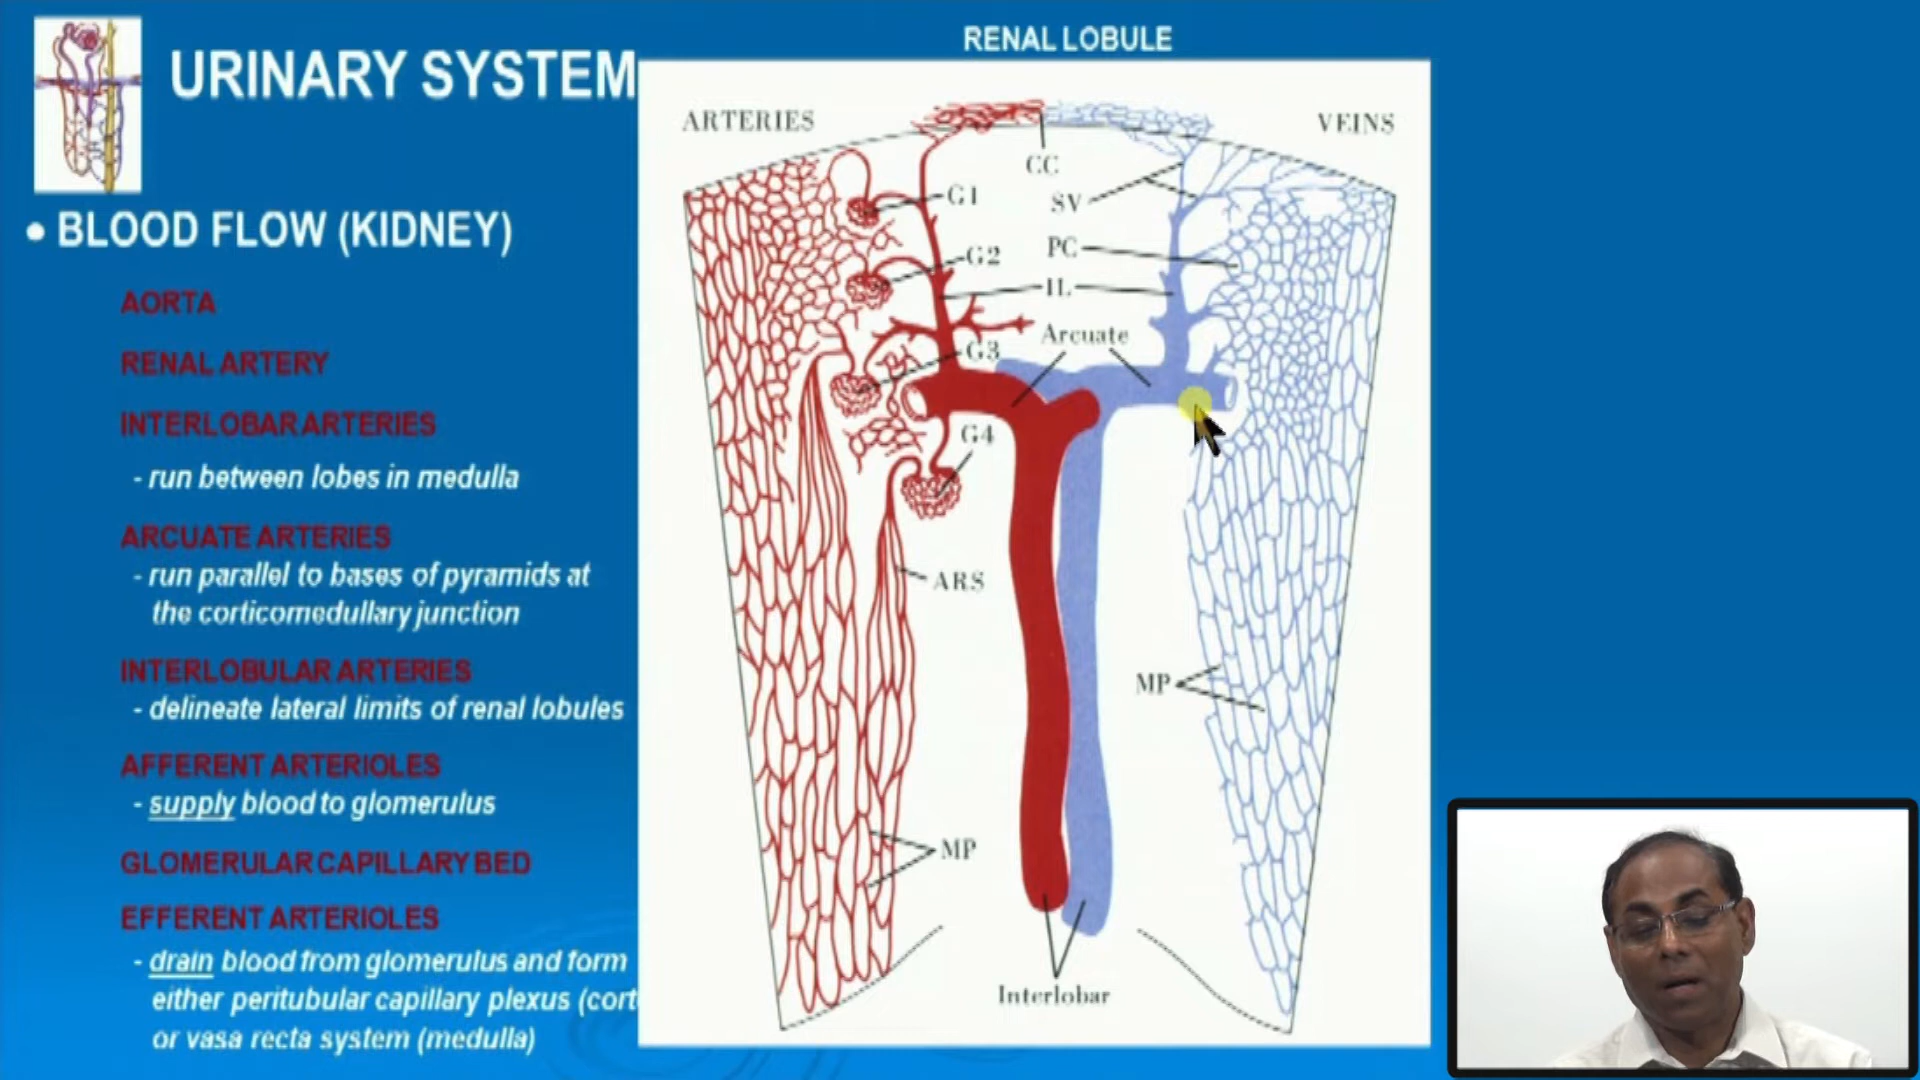 URINARY SYSTEM
• BLOOD FLOW (KIDNEY)
AORTA
RENAL ARTERY
INTERLOBAR ARTERIES
- run between lobes in medulla
ARCUATE ARTERIES
- run parallel to bases of pyramids at
the corticomedullary junction
INTERLOBULAR ARTERIES
- delineate lateral limits of renal lobules
AFFERENT ARTERIOLES
- supply blood to glomerulus
GLOMERULAR CAPILLARY BED
EFFERENT ARTERIOLES
- drain blood from glomerulus and form
either peritubular capillary plexus (cort
or vasa recta system (medulla)
RENAL LOBULE
ARTERIES
VEINS
CC
G1
SV
G2
PC
IL
Arcuate
G3
G4
ARS
MP
MP
Interlobar